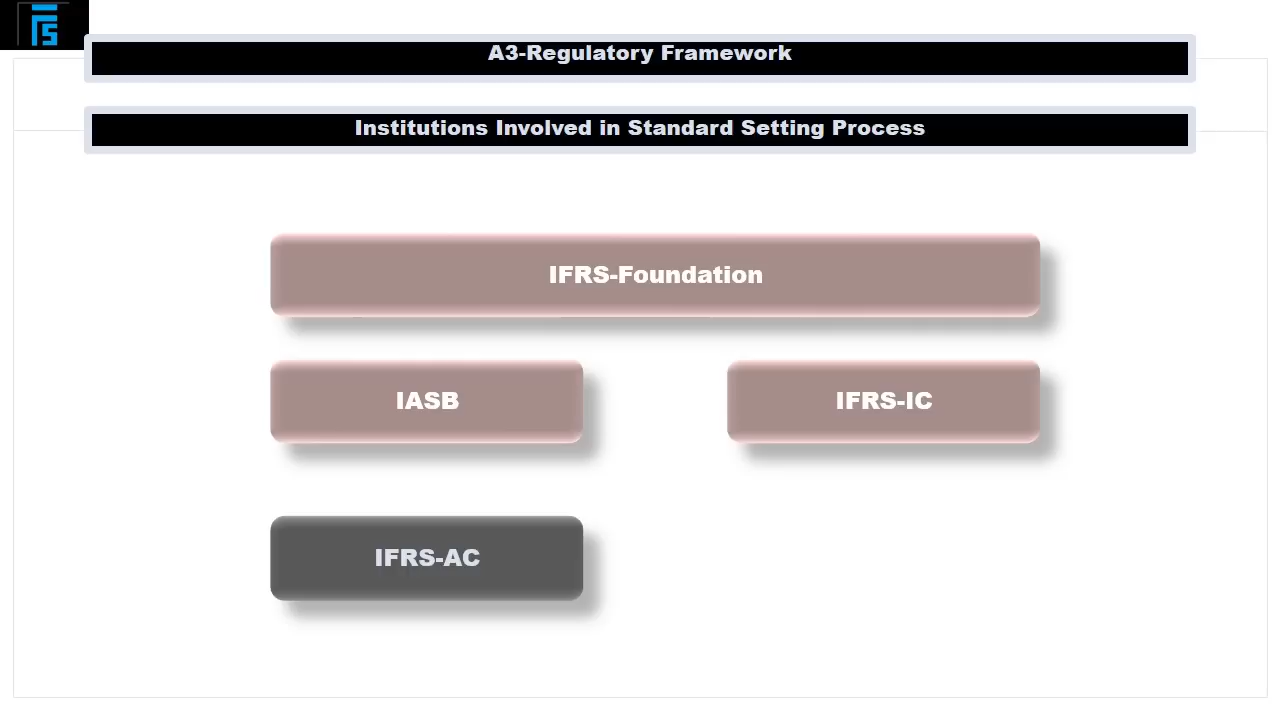 A3-Regulatory Framework
Institutions Involved in Standard Setting Process
IFRS-Foundation
IASB
IFRS-IC
IFRS-AC